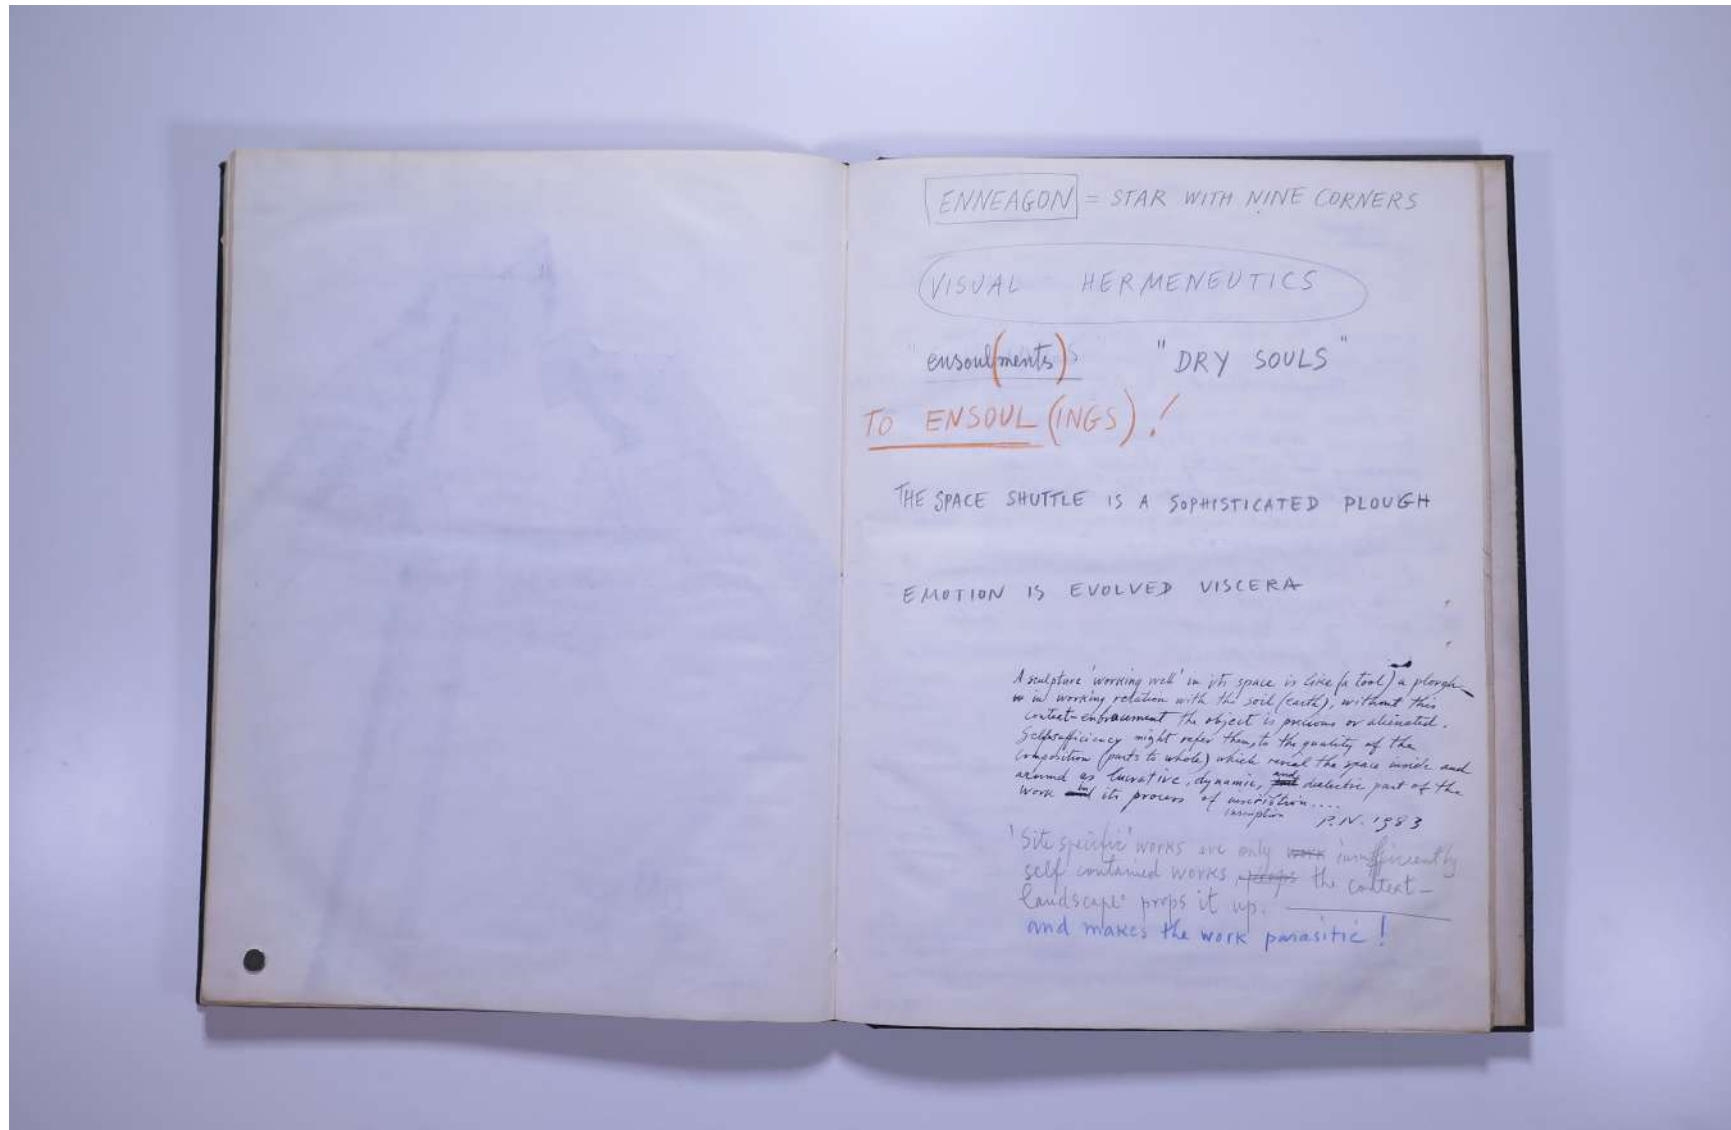 ENNEAGON = STAR WITH NINE CORNERS
VISUAL HERMENEUTICS
"ensoul(ments)s" "DRY SOULS"
TO ENSOUL (INGS) !
THE SPACE SHUTTLE IS A SOPHISTICATED PLOUGH
EMOTION IS EVOLVED VISCERA
A sculpture 'working well' in its space is like (a tool) a plough
in working relation with the soil (earth), without this
context-enbracement the object is precious or alienated.
Selfsufficiency might refer then, to the quality of the
composition (parts to whole) which reveal the space inside and
around as lucrative, dynamic, and dialectic part of the
work in its process of
inscription
P.N. 1983
'Site specific' works are only work insufficiently
self contained works, props the context-
landscape props it up.
and makes the work parasitic !